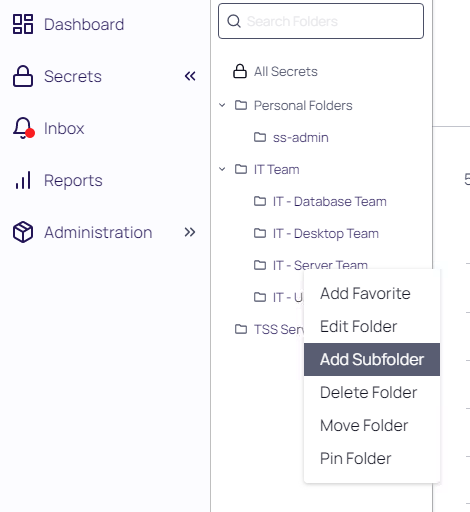 Dashboard
Secrets
Inbox
Reports
Administration
Search Folders
All Secrets
Personal Folders
ss-admin
IT Team
IT - Database Team
IT - Desktop Team
IT - Server Team
IT - U
TSS Serv
Add Favorite
Edit Folder
Add Subfolder
Delete Folder
Move Folder
Pin Folder
5